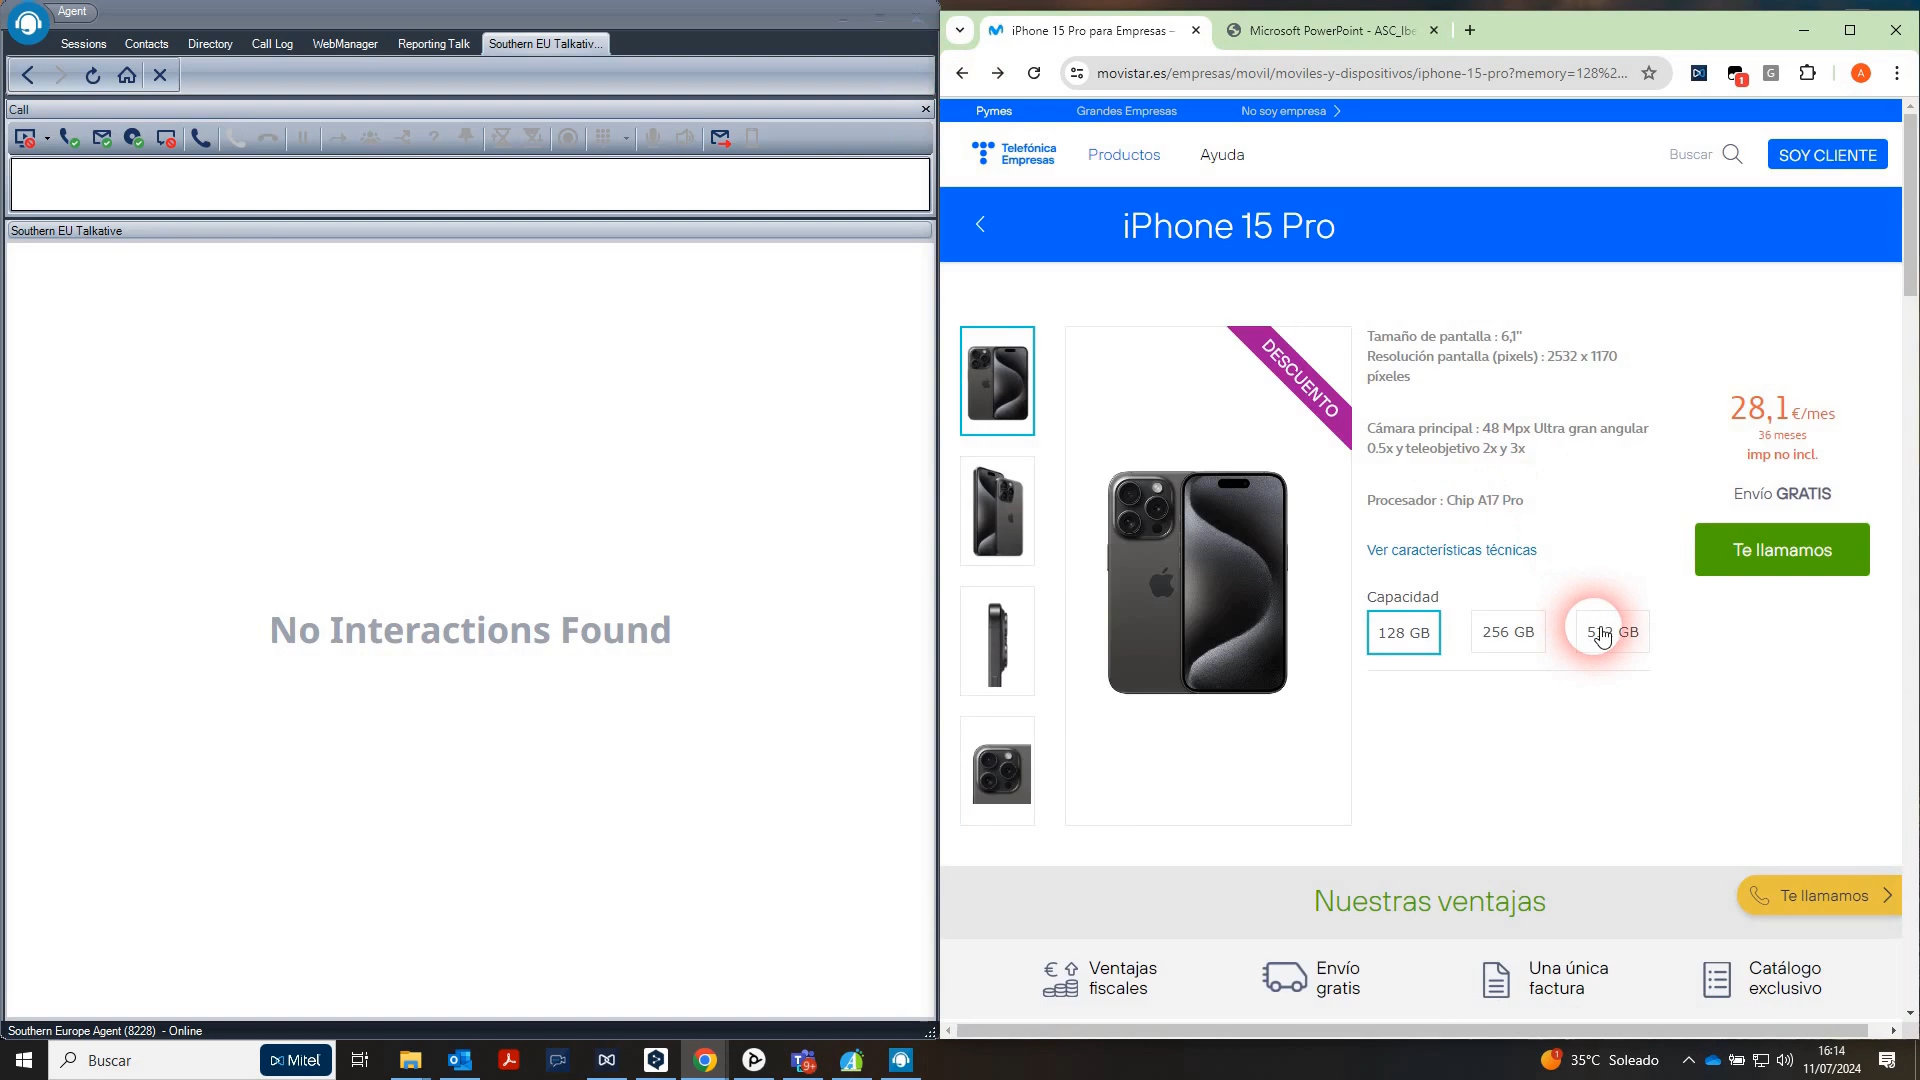 Agent
Sessions
Contacts
Directory
Call Log
WebManager
Reporting Talk
Southern EU Talkativ...
Call
Southern EU Talkative
No Interactions Found
Southern Europe Agent (8228) - Online
iPhone 15 Pro para Empresas –
Microsoft PowerPoint - ASC_Ibe
movistar.es/empresas/movil/moviles-y-dispositivos/iphone-15-pro?memory=128%2...
1
G
A
Pymes
Grandes Empresas
No soy empresa
Telefónica
Empresas
Productos
Ayuda
Buscar
SOY CLIENTE
iPhone 15 Pro
DESCUENTO
Tamaño de pantalla : 6,1"
Resolución pantalla (pixels) : 2532 x 1170
píxeles
Cámara principal : 48 Mpx Ultra gran angular
0.5x y teleobjetivo 2x y 3x
Procesador : Chip A17 Pro
Ver características técnicas
Capacidad
128 GB
256 GB
GB
28,1 €/mes
36 meses
imp no incl.
Envío GRATIS
Te llamamos
Nuestras ventajas
Te llamamos
Ventajas
fiscales
Envío
gratis
Una única
factura
Catálogo
exclusivo
Buscar
Mitel
9+
1
35°C Soleado
16:14
11/07/2024